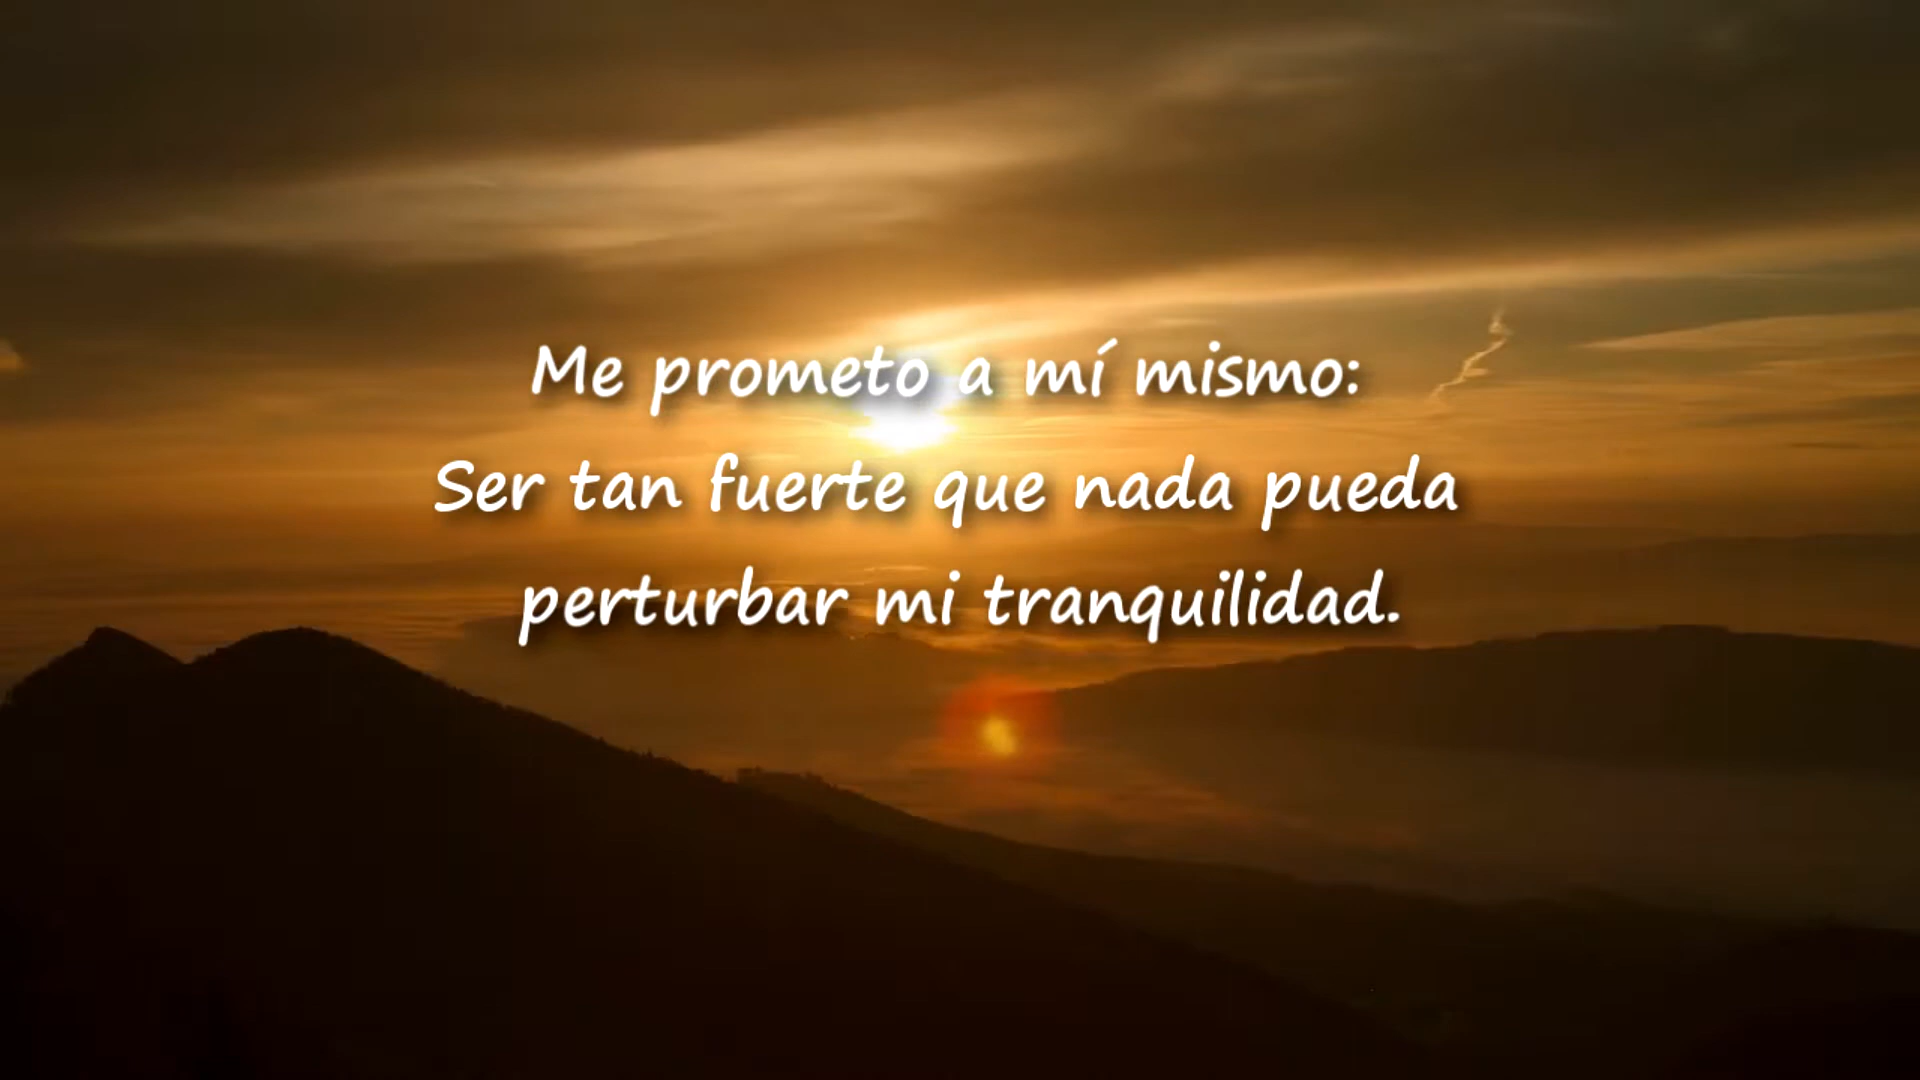 Me prometo a mí mismo:
Ser tan fuerte que nada pueda
perturbar mi tranquilidad.